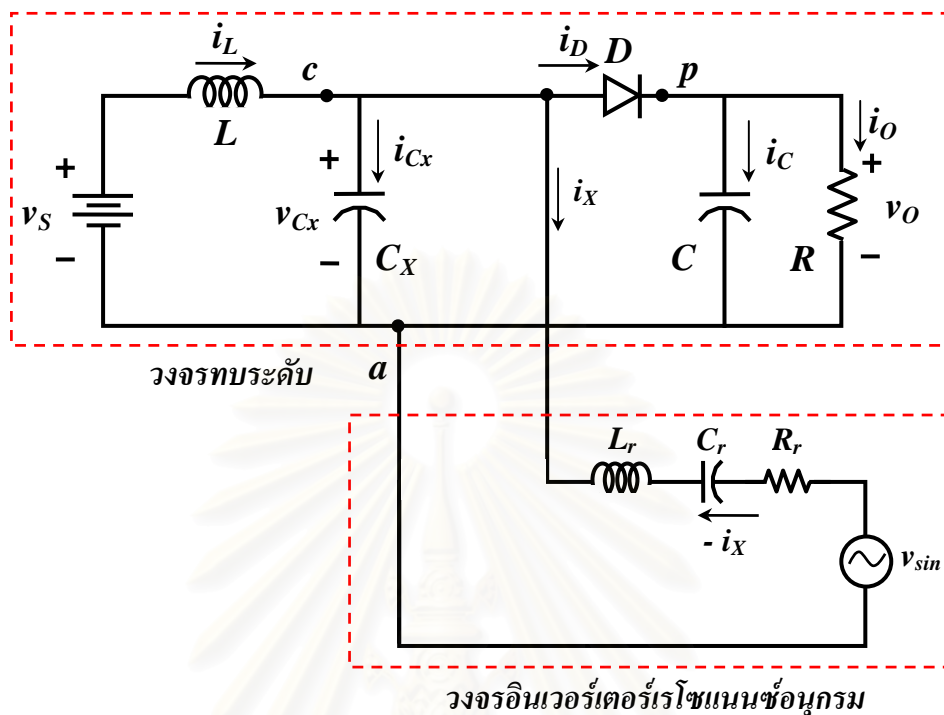 i_L
i_D D
c p
L
+ i_Cx i_C i_O
+ +
v_S v_Cx i_X v_O
− − −
C_X C R
วงจรทบระดับ a
L_r C_r R_r
- i_X
v_sin
วงจรอินเวอร์เตอร์เรโซแนนซ์อนุกรม